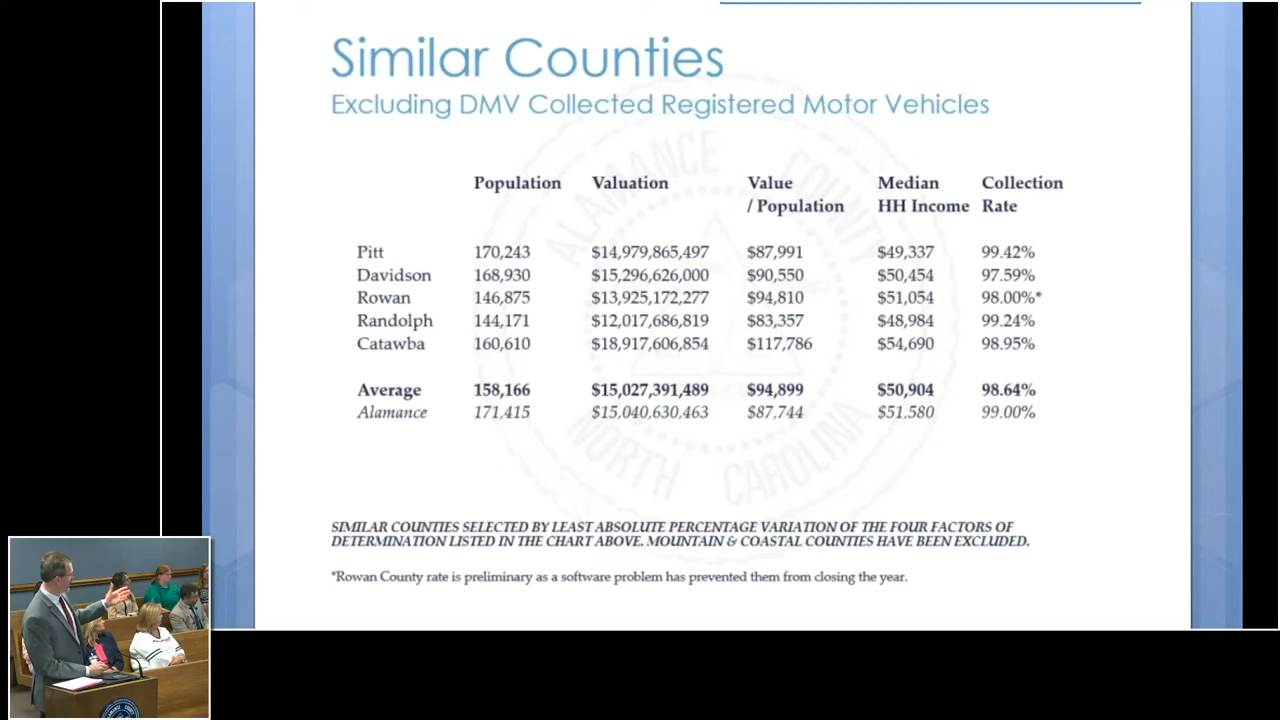 Similar Counties
Excluding DMV Collected Registered Motor Vehicles
Population Valuation Value / Population Median HH Income Collection Rate
Pitt 170,243 $14,979,865,497 $87,991 $49,337 99.42%
Davidson 168,930 $15,296,626,000 $90,550 $50,454 97.59%
Rowan 146,875 $13,925,172,277 $94,810 $51,054 98.00%*
Randolph 144,171 $12,017,686,819 $83,357 $48,984 99.24%
Catawba 160,610 $18,917,606,854 $117,786 $54,690 98.95%
Average 158,166 $15,027,391,489 $94,899 $50,904 98.64%
Alamance 171,415 $15,040,630,463 $87,744 $51,580 99.00%
ALAMANCE COUNTY
NORTH CAROLINA
SIMILAR COUNTIES SELECTED BY LEAST ABSOLUTE PERCENTAGE VARIATION OF THE FOUR FACTORS OF
DETERMINATION LISTED IN THE CHART ABOVE. MOUNTAIN & COASTAL COUNTIES HAVE BEEN EXCLUDED.
*Rowan County rate is preliminary as a software problem has prevented them from closing the year.